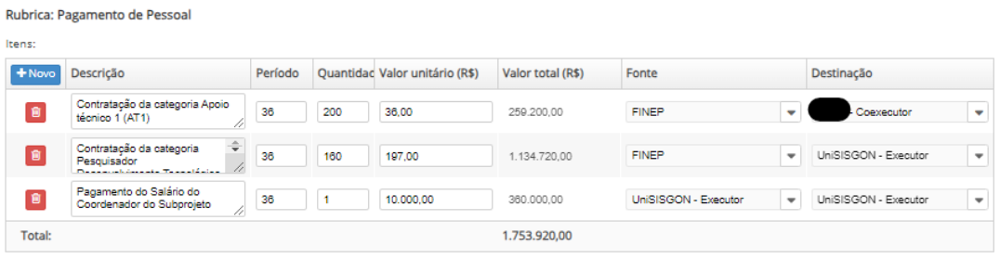 Rubrica: Pagamento de Pessoal
Itens:
+ Novo Descrição Período Quantidad Valor unitário (R$) Valor total (R$) Fonte Destinação
Contratação da categoria Apoio
técnico 1 (AT1) 36 200 36,00 259.200,00 FINEP - Coexecutor
Contratação da categoria
Pesquisador 36 160 197,00 1.134.720,00 FINEP UniSISGON - Executor
Desenvolvimento Tecnológico
Pagamento do Salário do
Coordenador do Subprojeto 36 1 10.000,00 360.000,00 UniSISGON - Executor UniSISGON - Executor
Total: 1.753.920,00